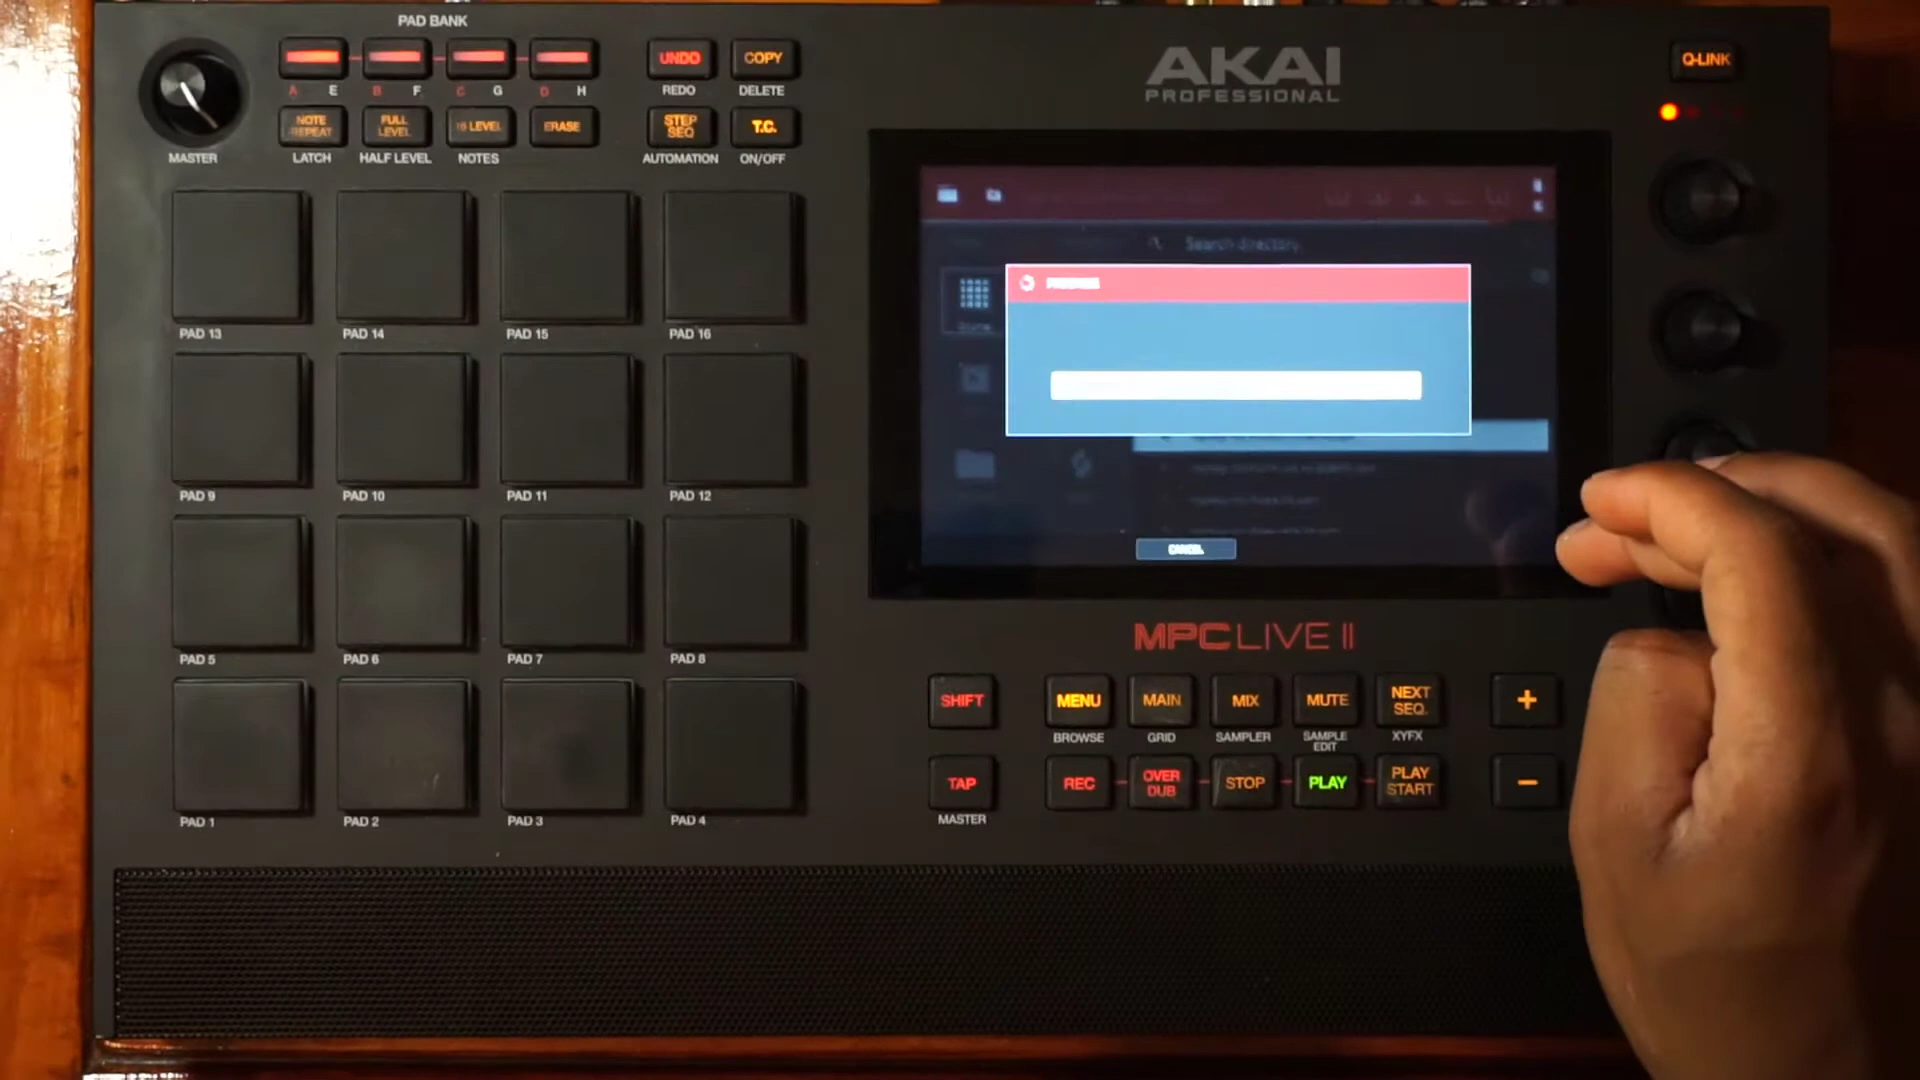 PAD BANK
A E B F C G D H
NOTE REPEAT
FULL LEVEL
16 LEVEL
ERASE
LATCH
HALF LEVEL
NOTES
UNDO
COPY
REDO
DELETE
STEP SEQ
T.C.
AUTOMATION
ON/OFF
MASTER
AKAI
PROFESSIONAL
Q-LINK
Search directory
PROGRESS
CANCEL
PAD 13
PAD 14
PAD 15
PAD 16
PAD 9
PAD 10
PAD 11
PAD 12
PAD 5
PAD 6
PAD 7
PAD 8
PAD 1
PAD 2
PAD 3
PAD 4
MPC LIVE II
SHIFT
MENU
MAIN
MIX
MUTE
NEXT SEQ.
+
BROWSE
GRID
SAMPLER
SAMPLE EDIT
XYFX
TAP
REC
OVER DUB
STOP
PLAY
PLAY START
−
MASTER